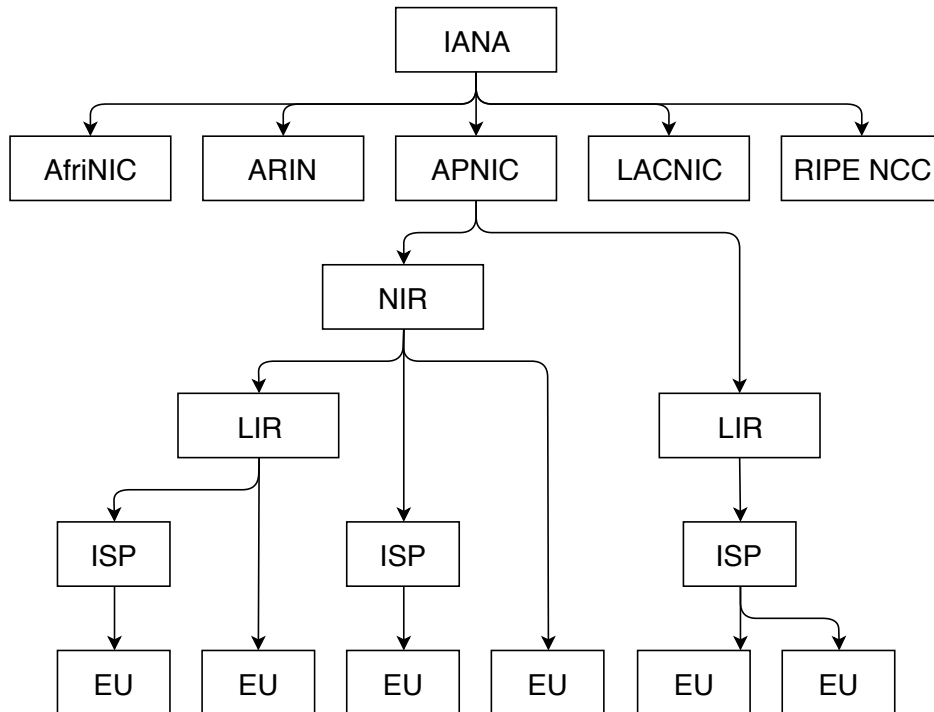 IANA
AfriNIC
ARIN
APNIC
LACNIC
RIPE NCC
NIR
LIR
LIR
ISP
ISP
ISP
EU
EU
EU
EU
EU
EU